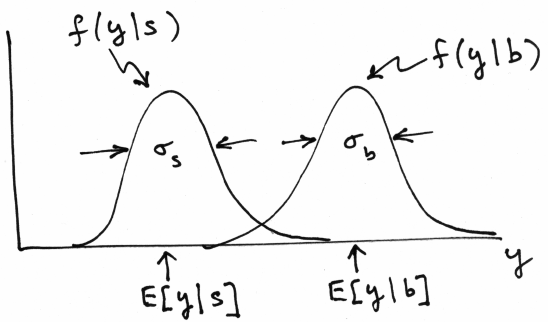 f(y|s)
f(y|b)
σs
σb
y
E[y|s]
E[y|b]